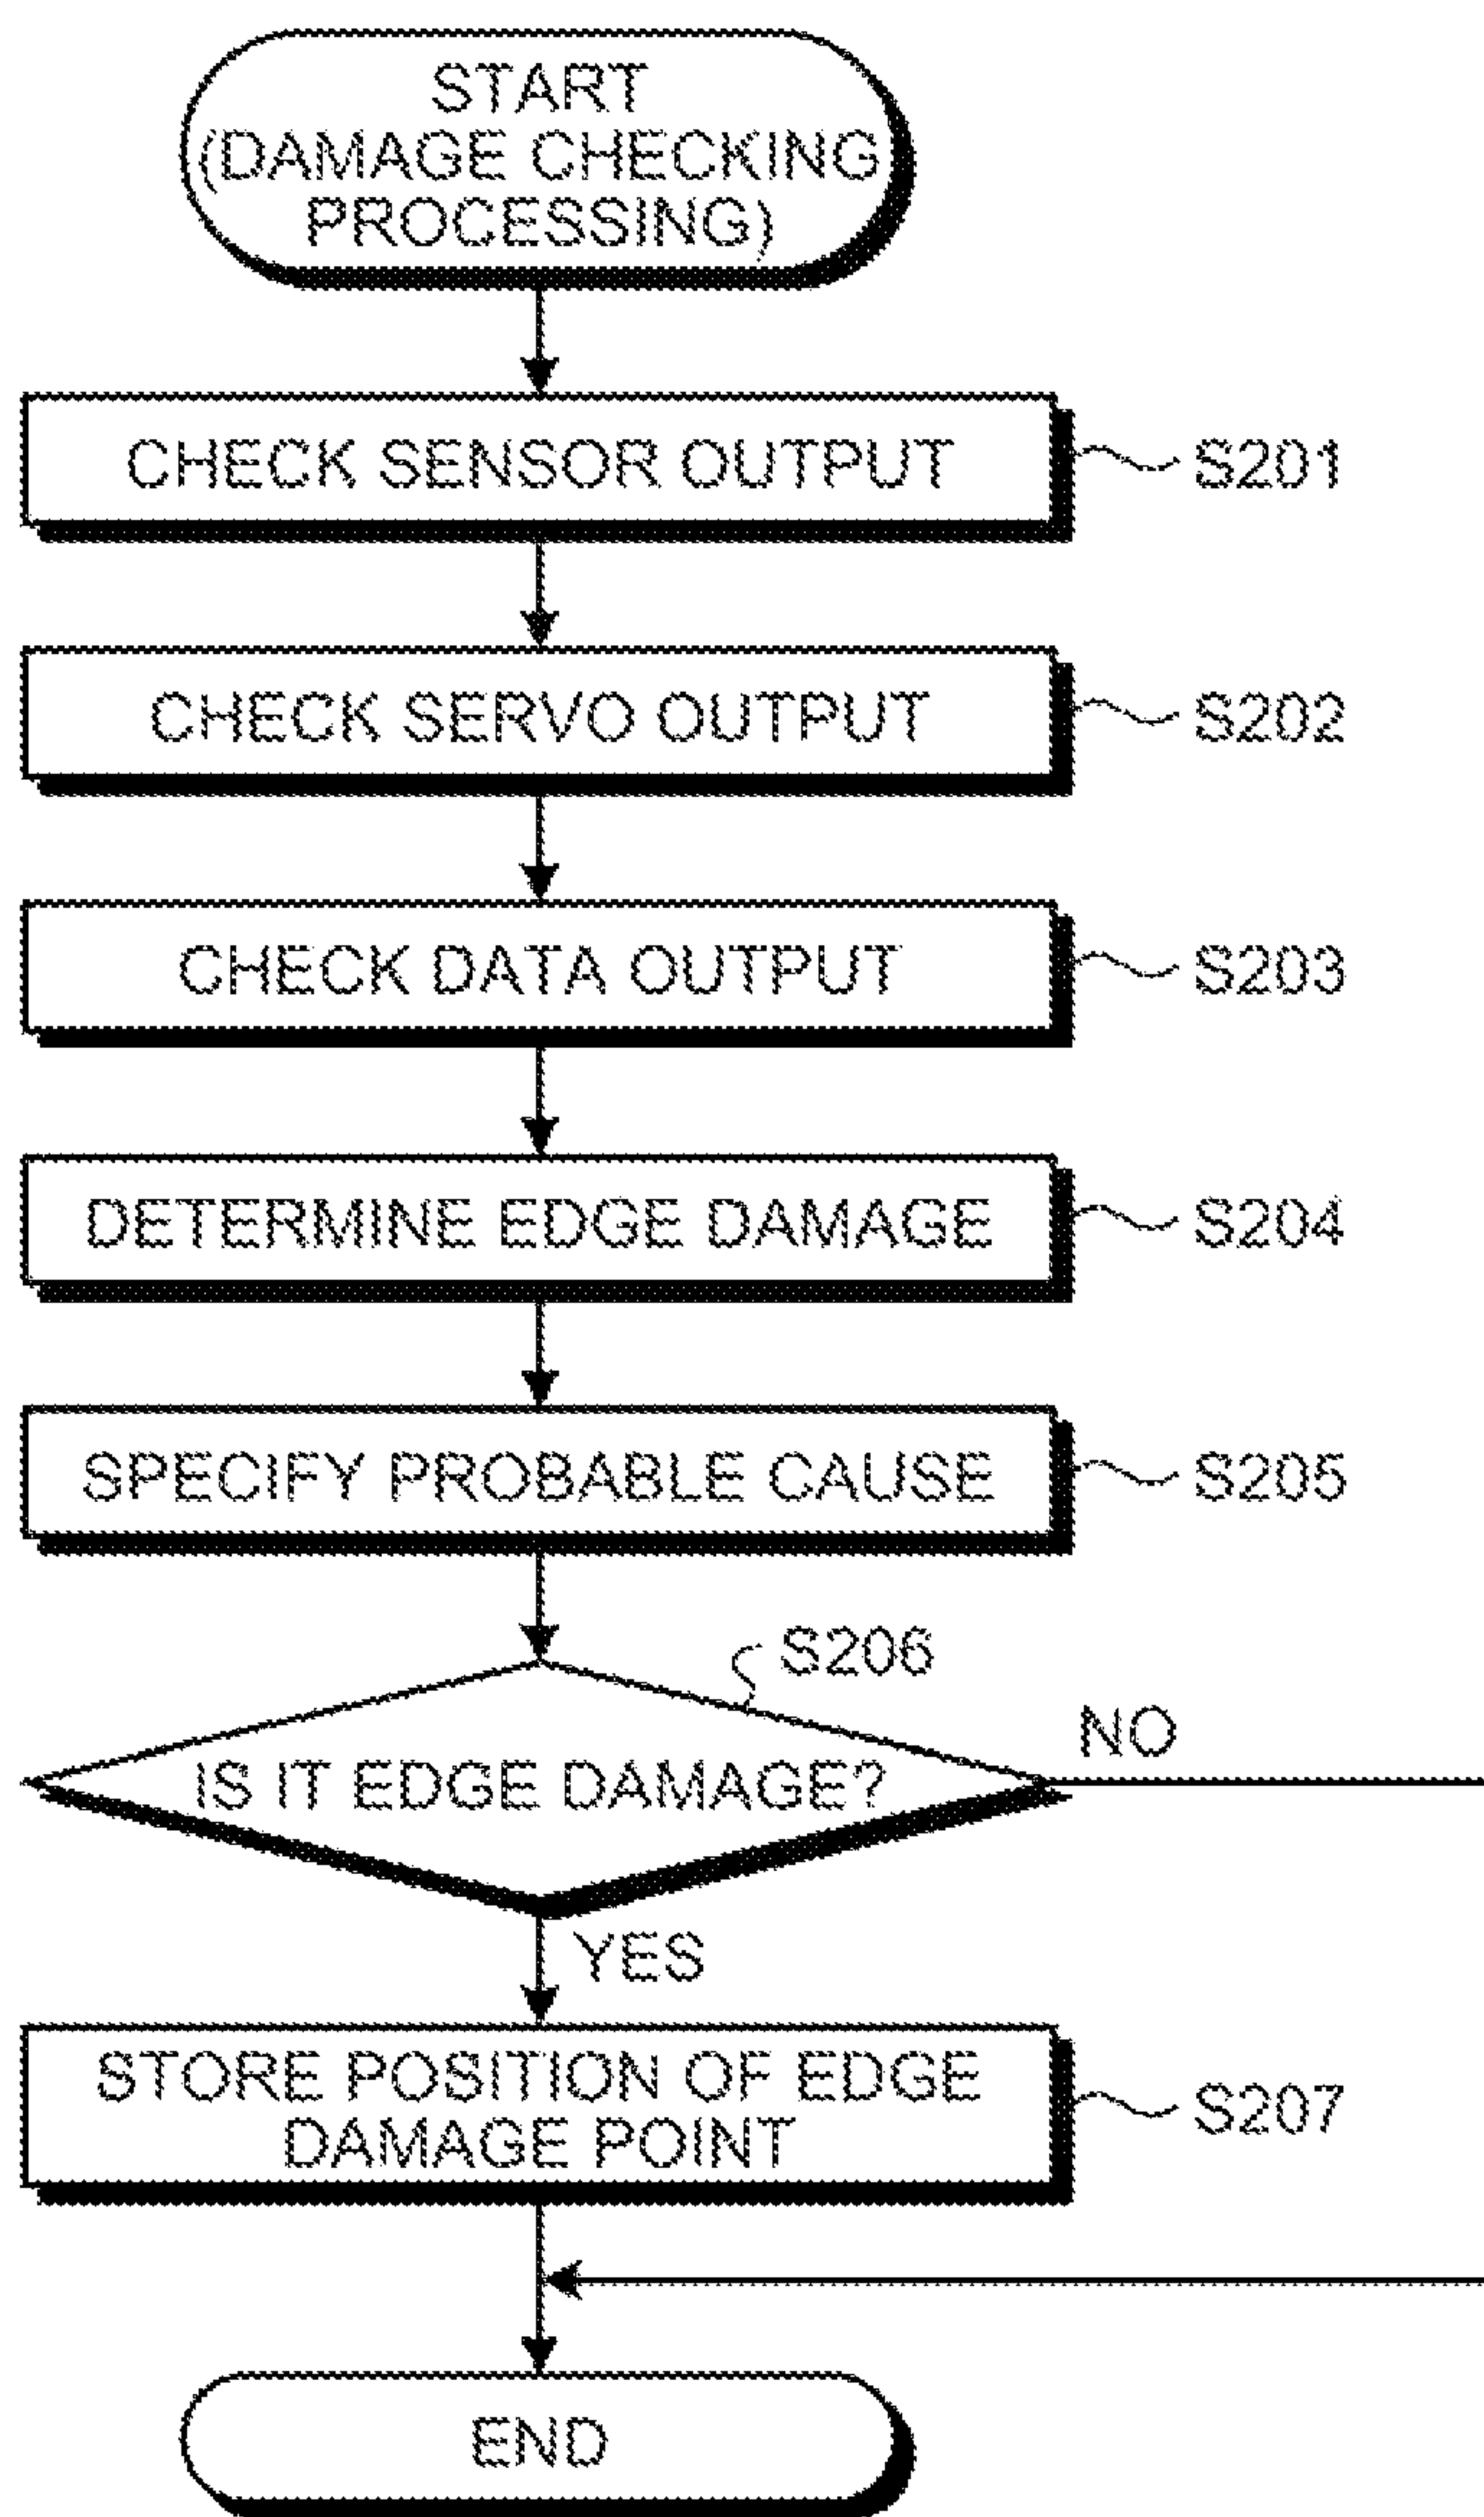 START
(DAMAGE CHECKING
PROCESSING)
CHECK SENSOR OUTPUT
S201
CHECK SERVO OUTPUT
S202
CHECK DATA OUTPUT
S203
DETERMINE EDGE DAMAGE
S204
SPECIFY PROBABLE CAUSE
S205
S206
NO
IS IT EDGE DAMAGE?
YES
STORE POSITION OF EDGE
DAMAGE POINT
S207
END